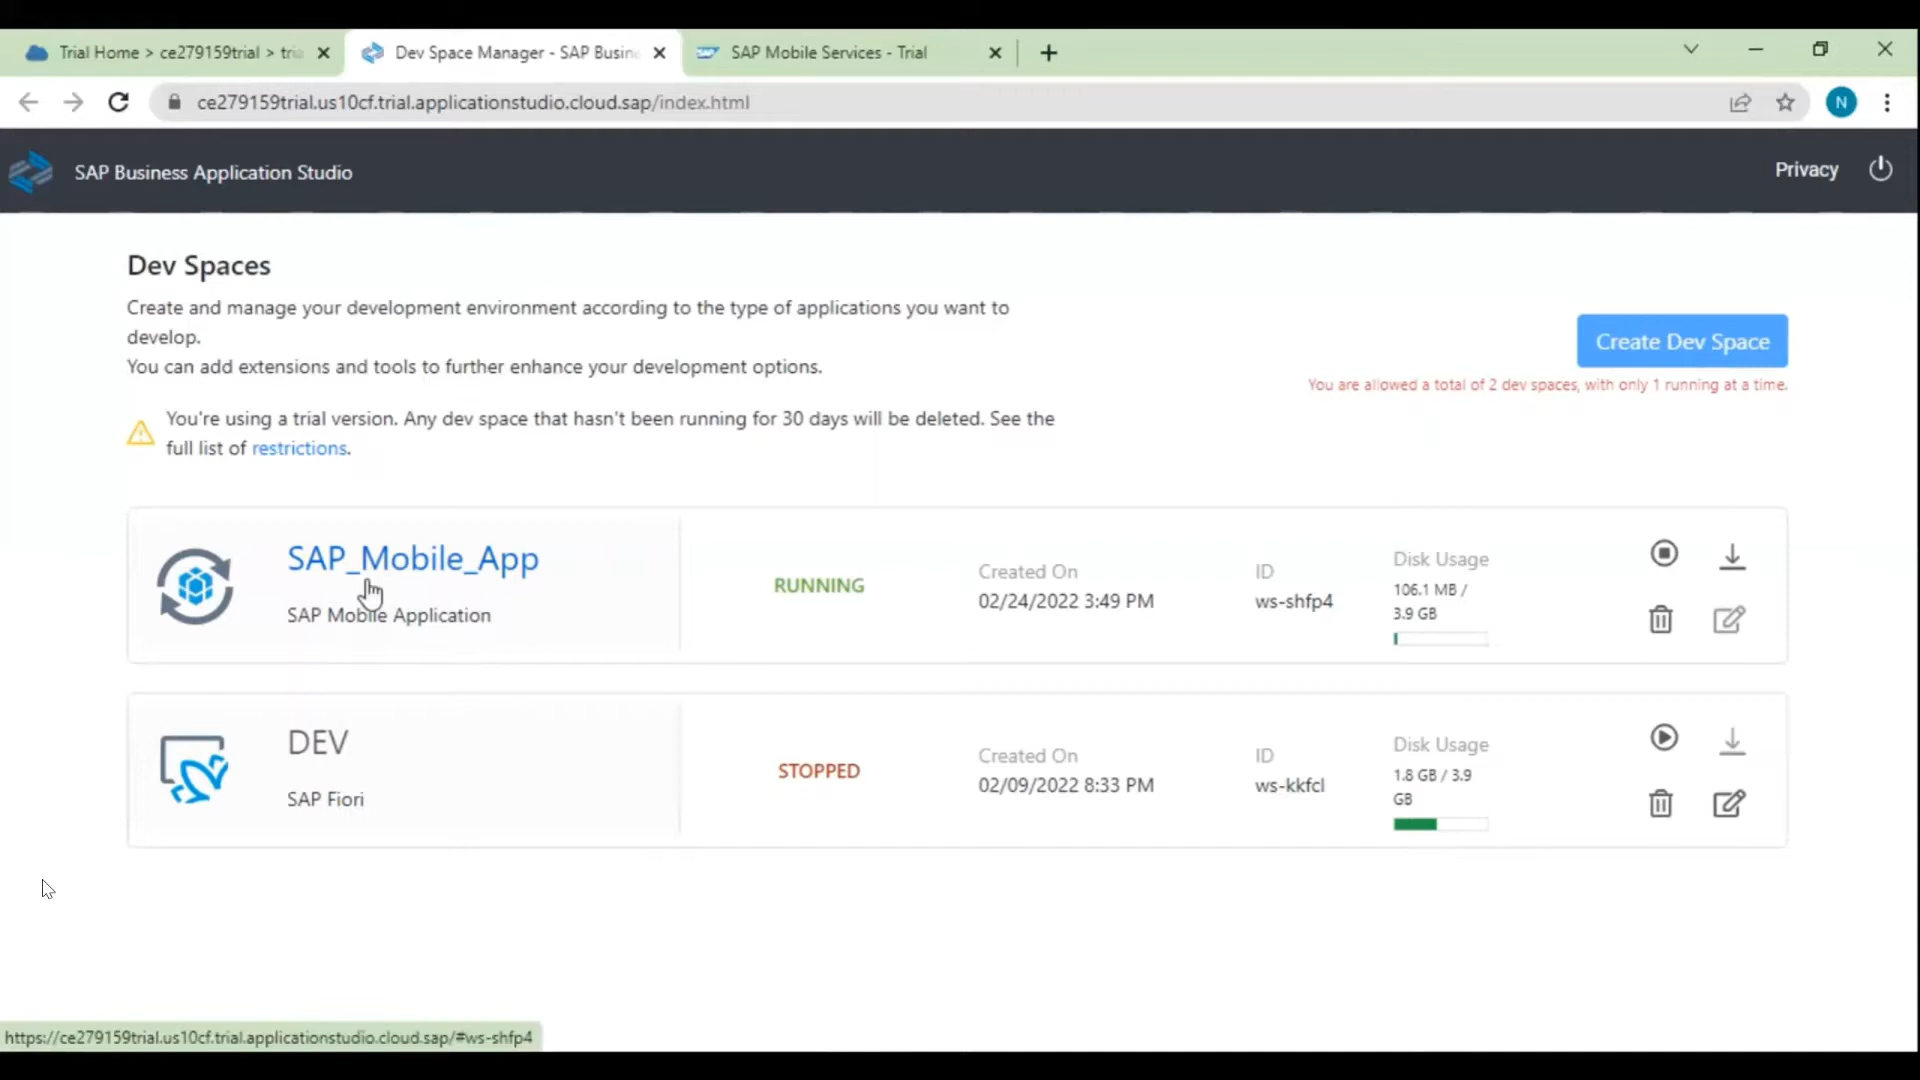 Trial Home > ce279159trial > tri
Dev Space Manager - SAP Busin
SAP Mobile Services - Trial
ce279159trial.us10cf.trial.applicationstudio.cloud.sap/index.html
N
SAP Business Application Studio
Privacy
Dev Spaces
Create and manage your development environment according to the type of applications you want to
develop.
You can add extensions and tools to further enhance your development options.
Create Dev Space
You are allowed a total of 2 dev spaces, with only 1 running at a time.
You're using a trial version. Any dev space that hasn't been running for 30 days will be deleted. See the
full list of restrictions.
SAP_Mobile_App
SAP Mobile Application
RUNNING
Created On
02/24/2022 3:49 PM
ID
ws-shfp4
Disk Usage
106.1 MB /
3.9 GB
DEV
SAP Fiori
STOPPED
Created On
02/09/2022 8:33 PM
ID
ws-kkfcl
Disk Usage
1.8 GB / 3.9
GB
https://ce279159trial.us10cf.trial.applicationstudio.cloud.sap/#ws-shfp4